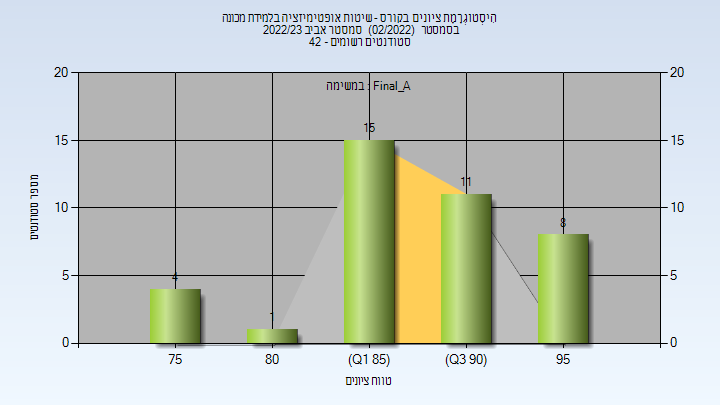 הִיסְטוֹגְרָמַת ציונים בקורס - שיטות אופטימיזציה בלמידת מכונה
בסמסטר (02/2022) סמסטר אביב 2022/23
סטודנטים רשומים - 42
במשימה : Final_A
מספר סטודנטים
20
15
10
5
0
20
15
10
5
0
4
1
15
11
8
75
80
(Q1 85)
(Q3 90)
95
טווח ציונים